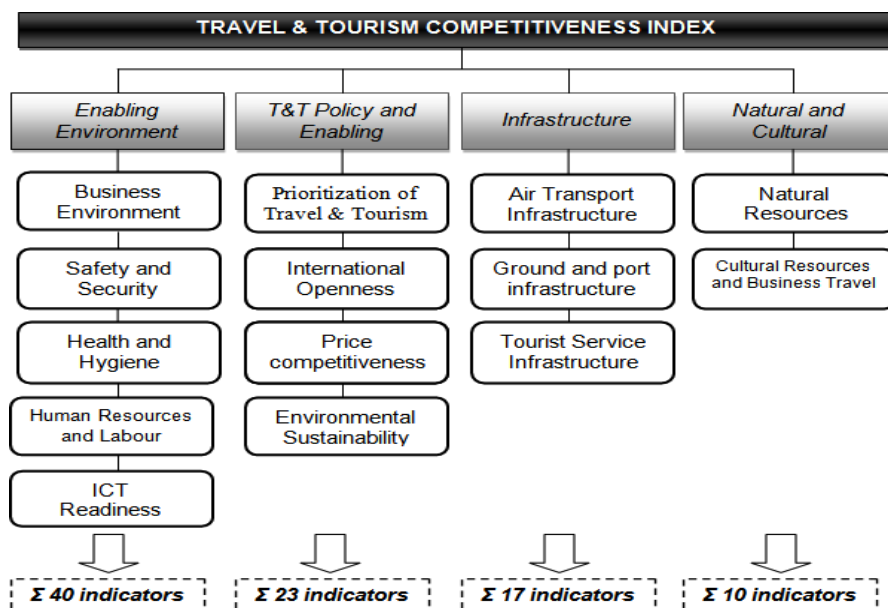 TRAVEL & TOURISM COMPETITIVENESS INDEX
Enabling
Environment
T&T Policy and
Enabling
Infrastructure
Natural and
Cultural
Business
Environment
Safety and
Security
Health and
Hygiene
Human Resources
and Labour
ICT
Readiness
Prioritization of
Travel & Tourism
International
Openness
Price
competitiveness
Environmental
Sustainability
Air Transport
Infrastructure
Ground and port
infrastructure
Tourist Service
Infrastructure
Natural
Resources
Cultural Resources
and Business Travel
Σ 40 indicators
Σ 23 indicators
Σ 17 indicators
Σ 10 indicators